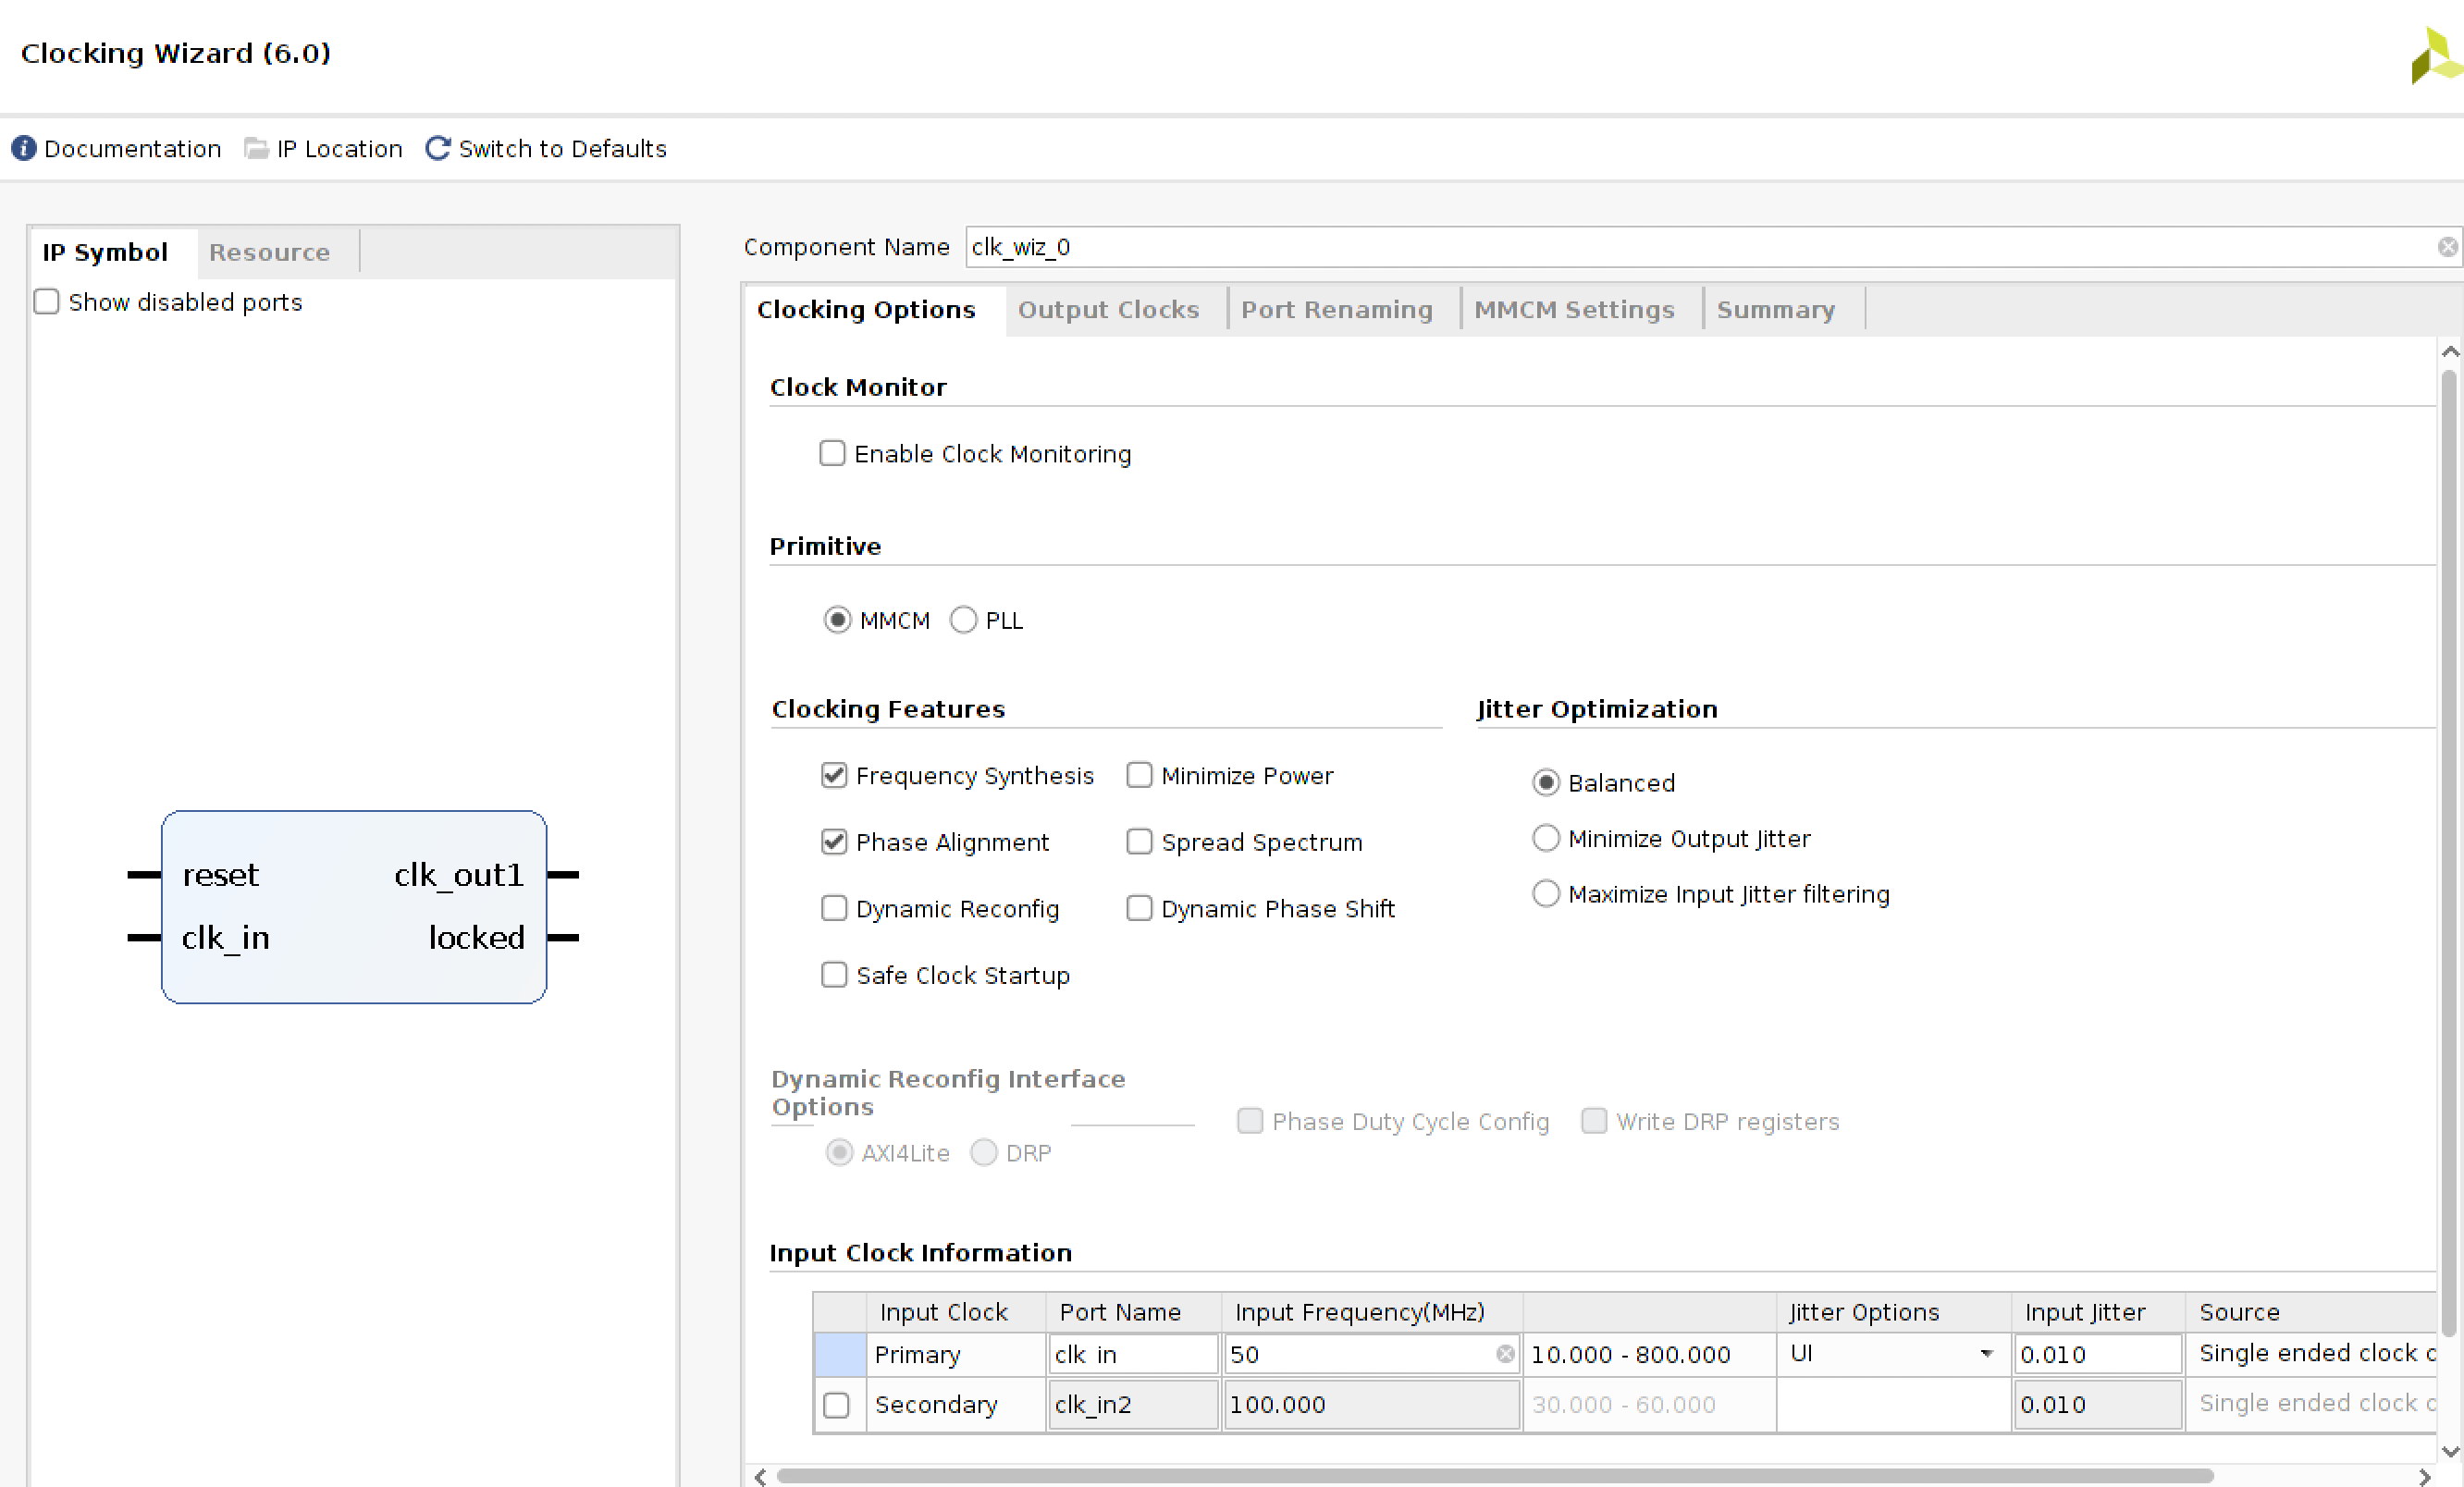 Clocking Wizard (6.0)
Documentation IP Location Switch to Defaults
IP Symbol Resource
Show disabled ports
reset clk_out1
clk_in locked
Component Name clk_wiz_0
Clocking Options Output Clocks Port Renaming MMCM Settings Summary
Clock Monitor
Enable Clock Monitoring
Primitive
MMCM PLL
Clocking Features Jitter Optimization
Frequency Synthesis Minimize Power Balanced
Phase Alignment Spread Spectrum Minimize Output Jitter
Dynamic Reconfig Dynamic Phase Shift Maximize Input Jitter filtering
Safe Clock Startup
Dynamic Reconfig Interface
Options
Phase Duty Cycle Config Write DRP registers
AXI4Lite DRP
Input Clock Information
Input Clock Port Name Input Frequency(MHz) Jitter Options Input Jitter Source
Primary clk_in 50 10.000 - 800.000 UI 0.010 Single ended clock c
Secondary clk_in2 100.000 30.000 - 60.000 0.010 Single ended clock c